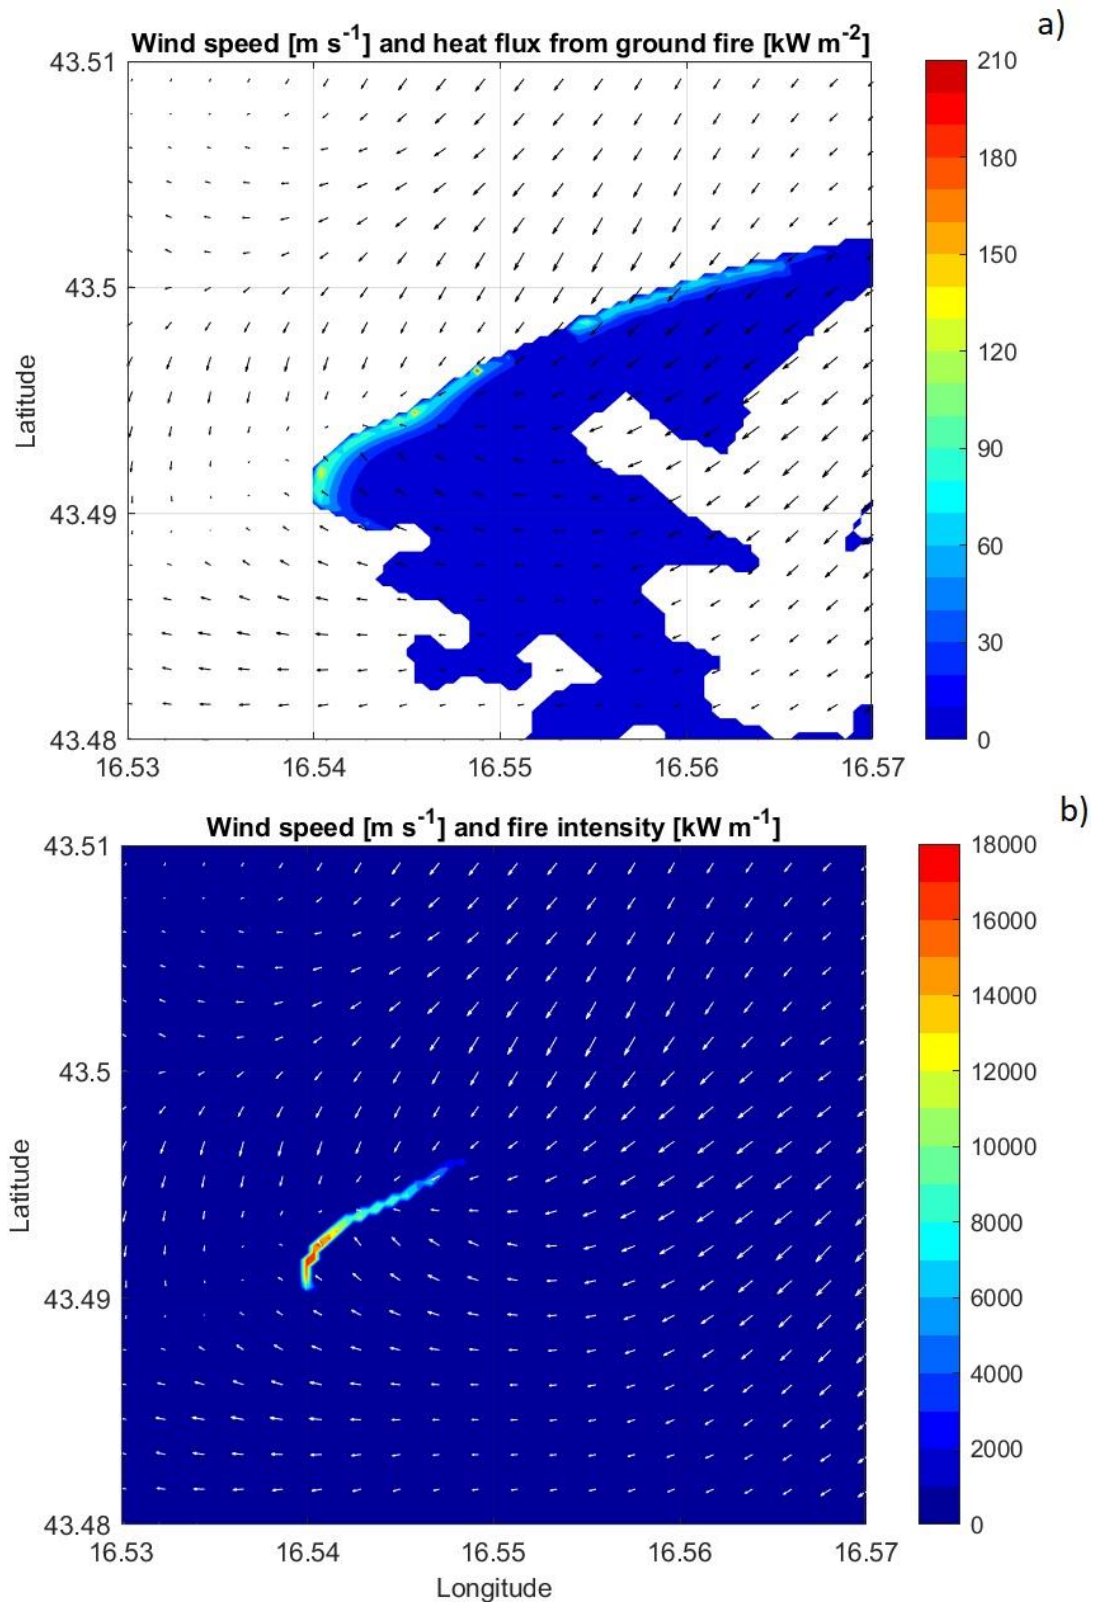 a)
Wind speed [m s-1] and heat flux from ground fire [kW m-2]
43.51
43.5
43.49
43.48
Latitude
16.53 16.54 16.55 16.56 16.57
210
180
150
120
90
60
30
0
b)
Wind speed [m s-1] and fire intensity [kW m-1]
43.51
43.5
43.49
43.48
Latitude
16.53 16.54 16.55 16.56 16.57
Longitude
18000
16000
14000
12000
10000
8000
6000
4000
2000
0